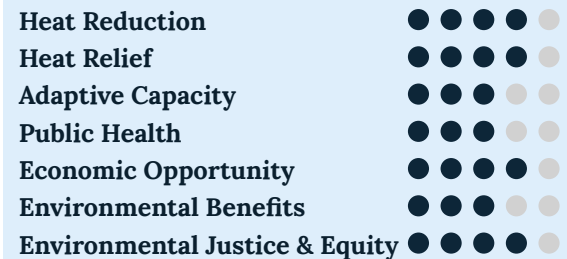 Heat Reduction
Heat Relief
Adaptive Capacity
Public Health
Economic Opportunity
Environmental Benefits
Environmental Justice & Equity